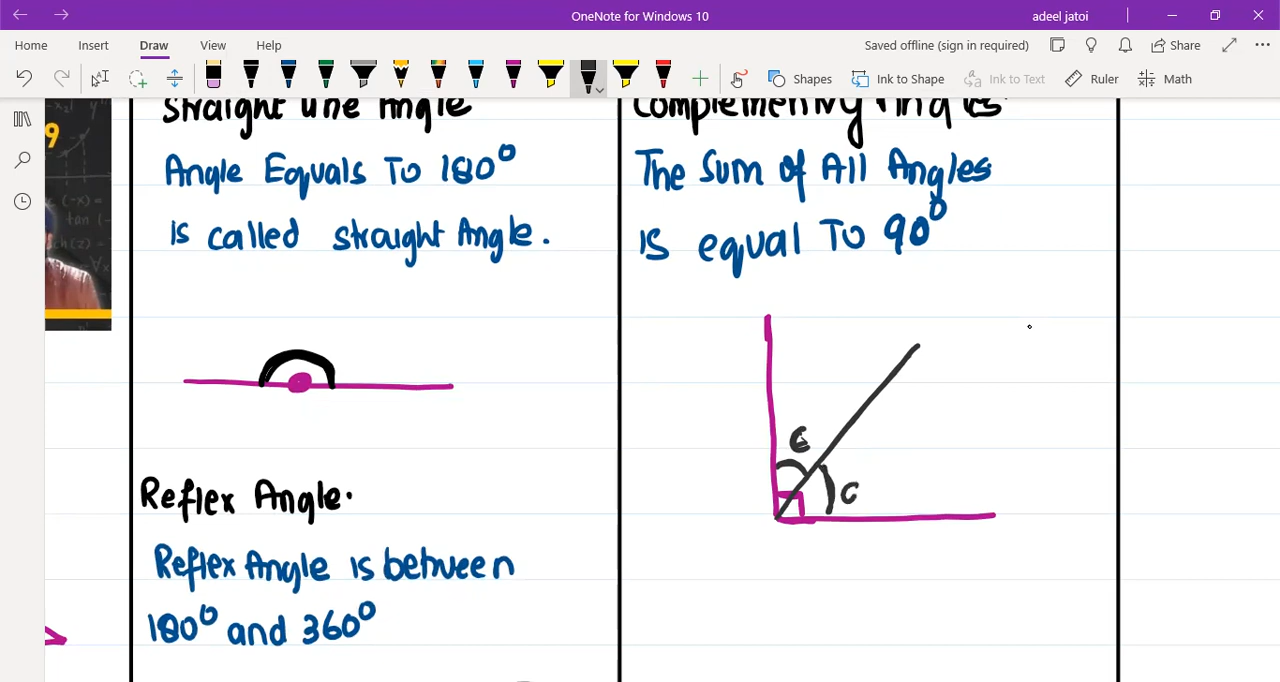 OneNote for Windows 10
adeel jatoi
Home
Insert
Draw
View
Help
Saved offline (sign in required)
Share
Shapes
Ink to Shape
Ink to Text
Ruler
Math
9
Straight Line Angle
Angle Equals To 180°
is called straight Angle.
Reflex Angle.
Reflex Angle is between
180° and 360°
Angles
The Sum of All Angles
is equal To 90°
C